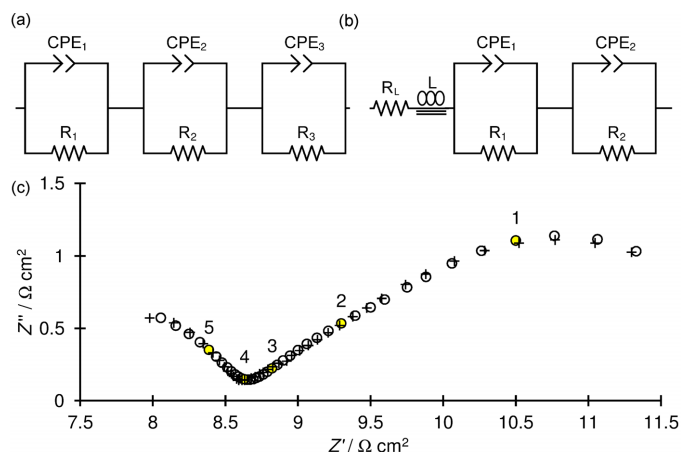 (a)
CPE₁ CPE₂ CPE₃
R₁ R₂ R₃
(b)
CPE₁ CPE₂
R_L L
R₁ R₂
(c)
1.5
1
0.5
0
Z'' / Ω cm²
5 4 3 2 1
7.5 8 8.5 9 9.5 10 10.5 11 11.5
Z' / Ω cm²